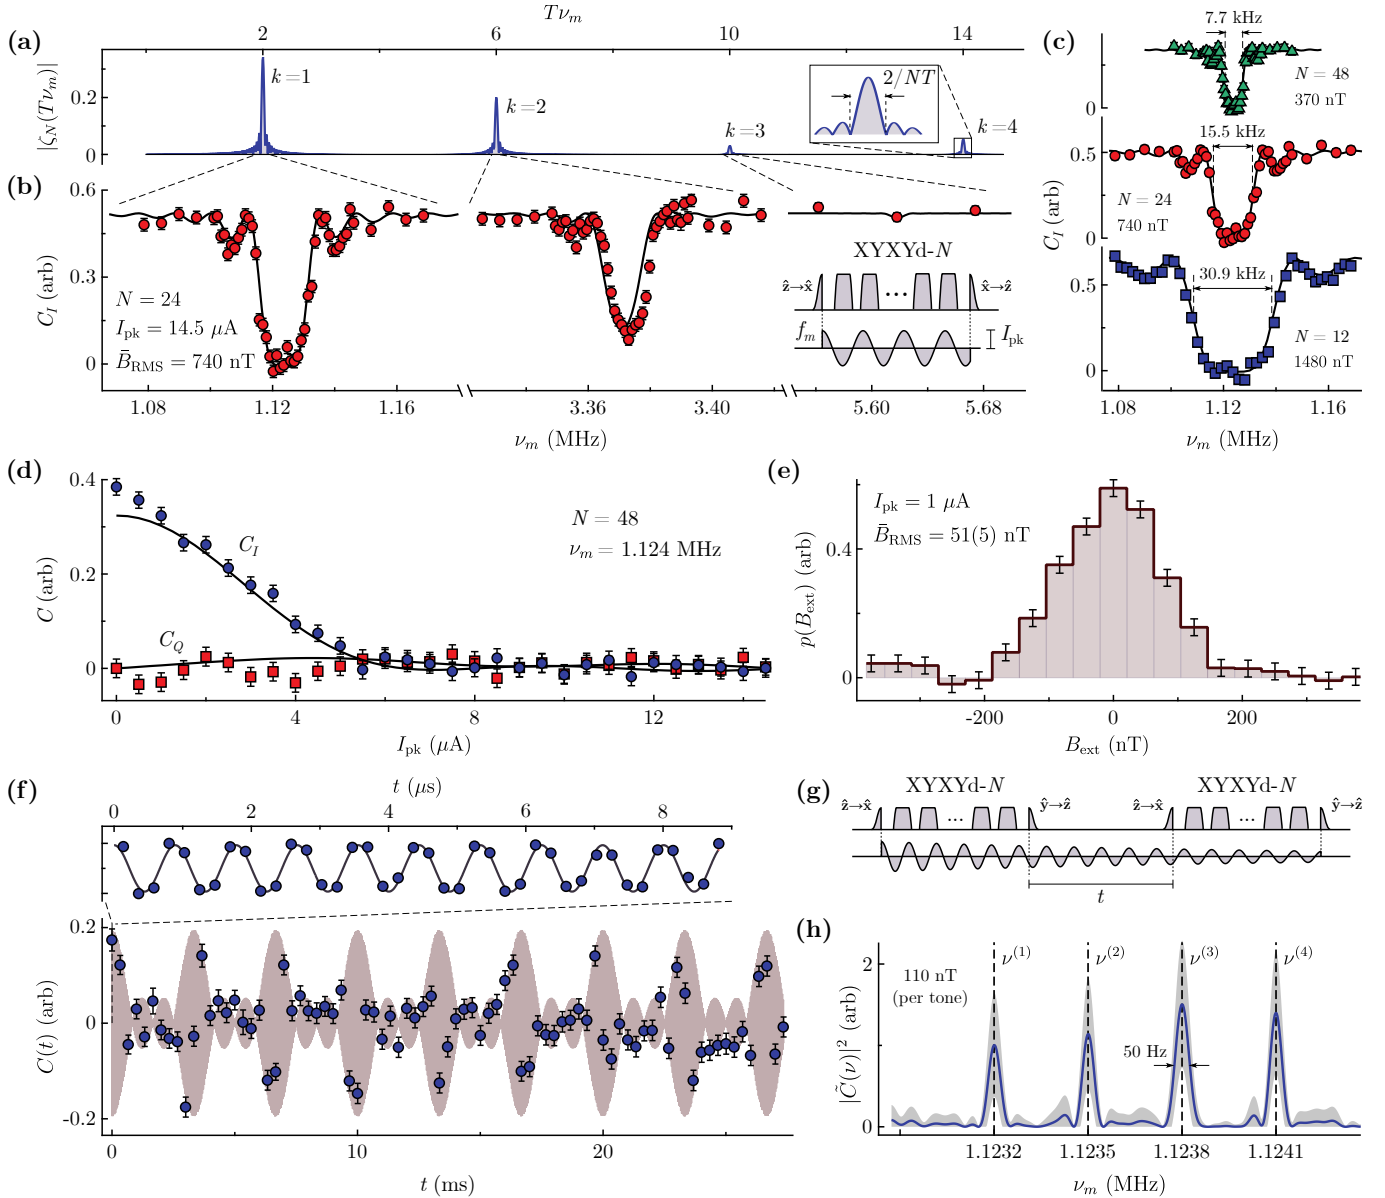 (a)
Tν_m
2
6
10
14
|ζ_N(Tν_m)|
0.2
0
k=1
k=2
k=3
k=4
2/NT
(b)
C_I (arb)
0.6
0.3
0
N = 24
I_pk = 14.5 μA
B̄_RMS = 740 nT
XYXYd-N
ẑ→x̂
x̂→ẑ
...
f_m
I_pk
1.08
1.12
1.16
3.36
3.40
5.60
5.68
ν_m (MHz)
(c)
7.7 kHz
N = 48
370 nT
0
15.5 kHz
0.5
N = 24
740 nT
0
C_I (arb)
30.9 kHz
0.5
N = 12
1480 nT
0
1.08
1.12
1.16
ν_m (MHz)
(d)
C (arb)
0.4
0.2
0
C_I
C_Q
N = 48
ν_m = 1.124 MHz
0
4
8
12
I_pk (μA)
(e)
p(B_ext) (arb)
0.4
0
I_pk = 1 μA
B̄_RMS = 51(5) nT
-200
0
200
B_ext (nT)
(f)
t (μs)
0
2
4
6
8
C(t) (arb)
0.2
0
-0.2
0
10
20
t (ms)
(g)
XYXYd-N
XYXYd-N
ẑ→x̂
ŷ→ẑ
ẑ→x̂
ŷ→ẑ
...
...
t
(h)
|C̃(ν)|² (arb)
2
0
110 nT
(per tone)
ν⁽¹⁾
ν⁽²⁾
ν⁽³⁾
ν⁽⁴⁾
50 Hz
1.1232
1.1235
1.1238
1.1241
ν_m (MHz)